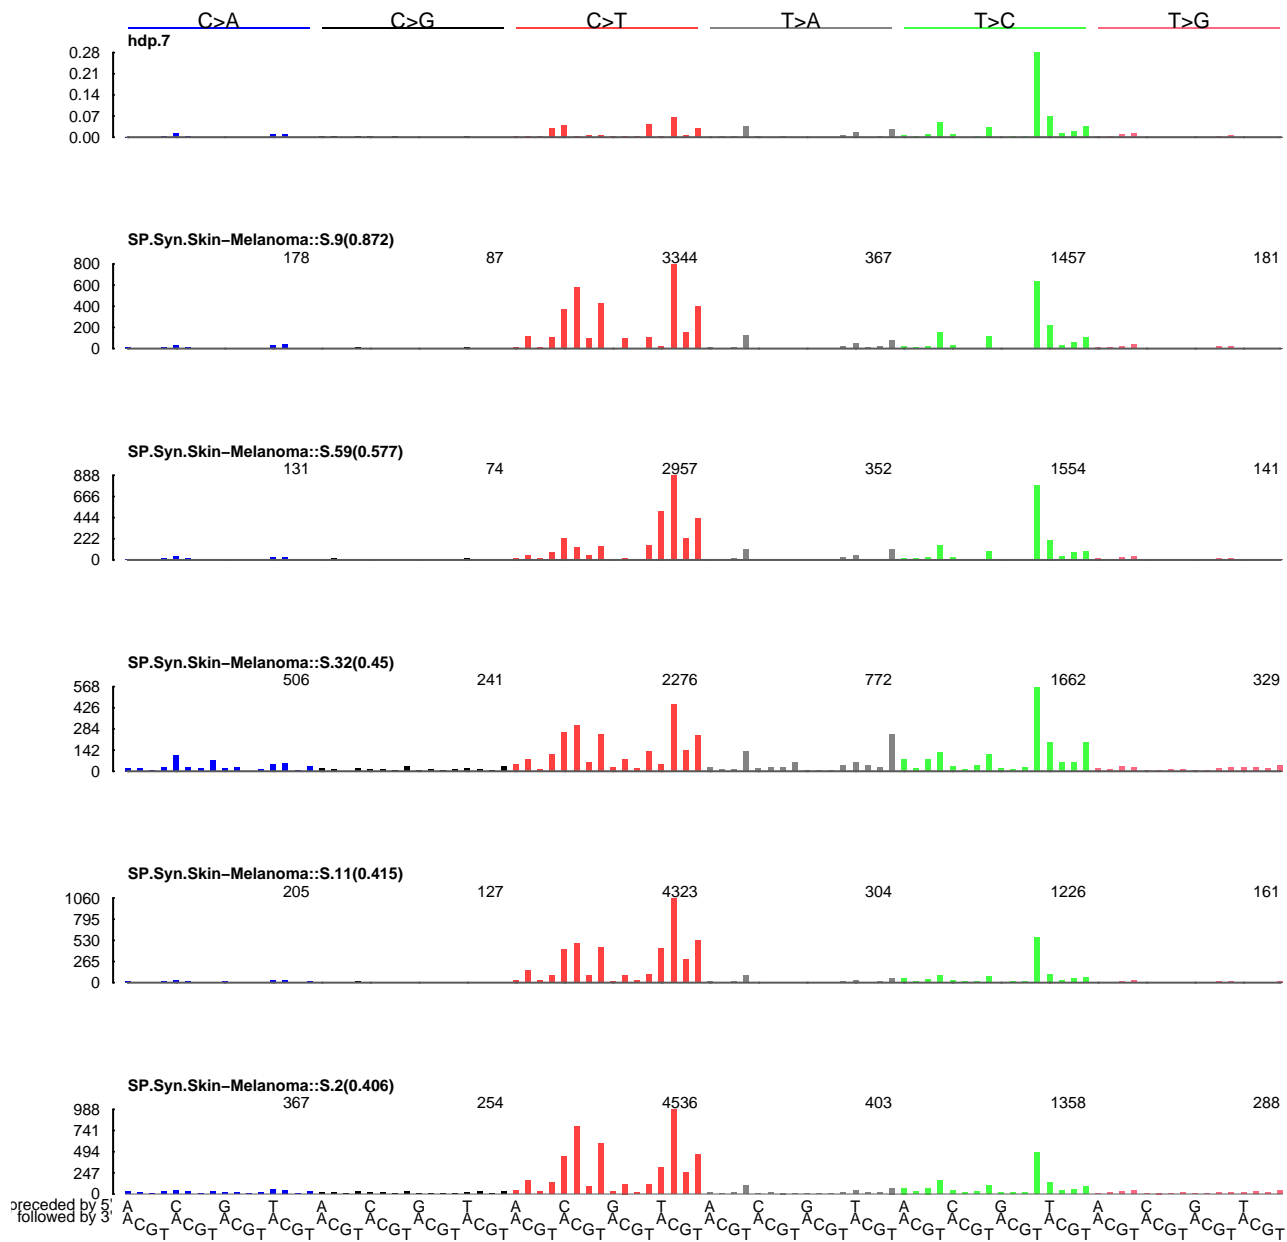 C>A C>G C>T T>A T>C T>G
hdp.7
0.28
0.21
0.14
0.07
0.00
SP.Syn.Skin−Melanoma::S.9(0.872)
178 87 3344 367 1457 181
800
600
400
200
0
SP.Syn.Skin−Melanoma::S.59(0.577)
131 74 2957 352 1554 141
888
666
444
222
0
SP.Syn.Skin−Melanoma::S.32(0.45)
506 241 2276 772 1662 329
568
426
284
142
0
SP.Syn.Skin−Melanoma::S.11(0.415)
205 127 4323 304 1226 161
1060
795
530
265
0
SP.Syn.Skin−Melanoma::S.2(0.406)
367 254 4536 403 1358 288
988
741
494
247
0
preceded by 5' A C G T A C G T A C G T A C G T A C G T A C G T
followed by 3' A C G T A C G T A C G T A C G T A C G T A C G T A C G T A C G T A C G T A C G T A C G T A C G T A C G T A C G T A C G T A C G T A C G T A C G T A C G T A C G T A C G T A C G T A C G T A C G T